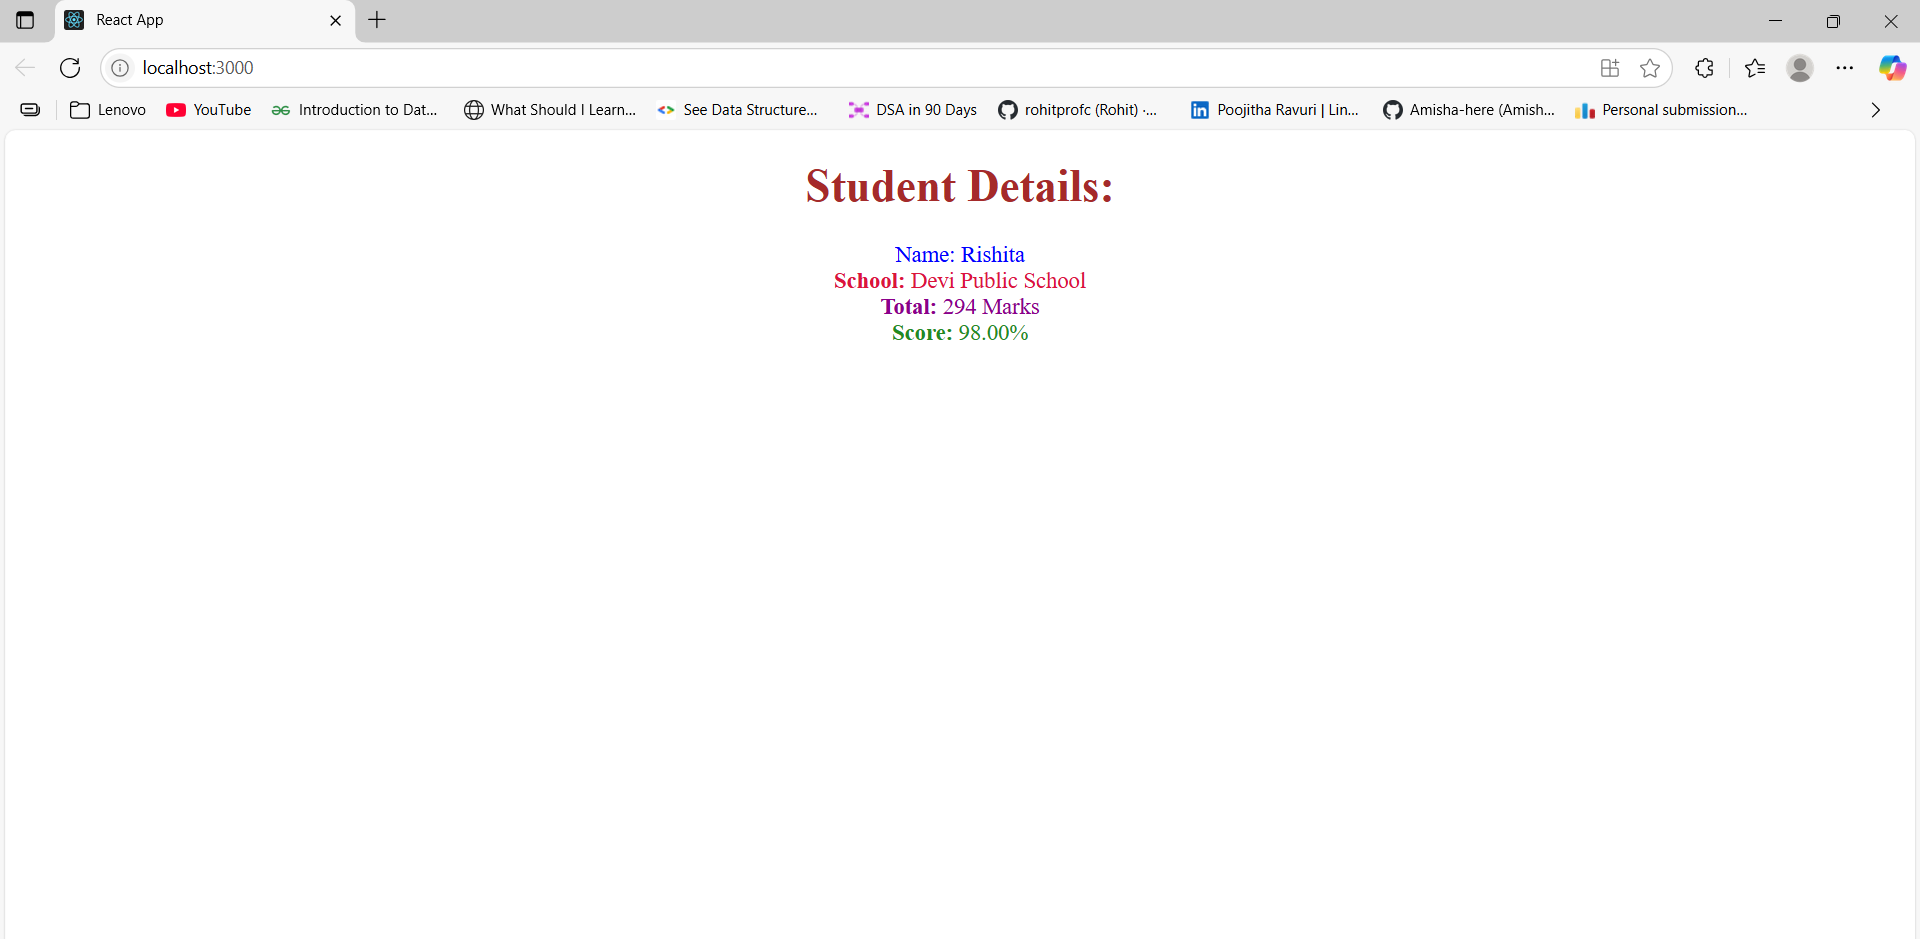 React App
localhost:3000
Lenovo YouTube Introduction to Dat... What Should I Learn... See Data Structure... DSA in 90 Days rohitprofc (Rohit) ·... Poojitha Ravuri | Lin... Amisha-here (Amish... Personal submission...
Student Details:
Name: Rishita
School: Devi Public School
Total: 294 Marks
Score: 98.00%